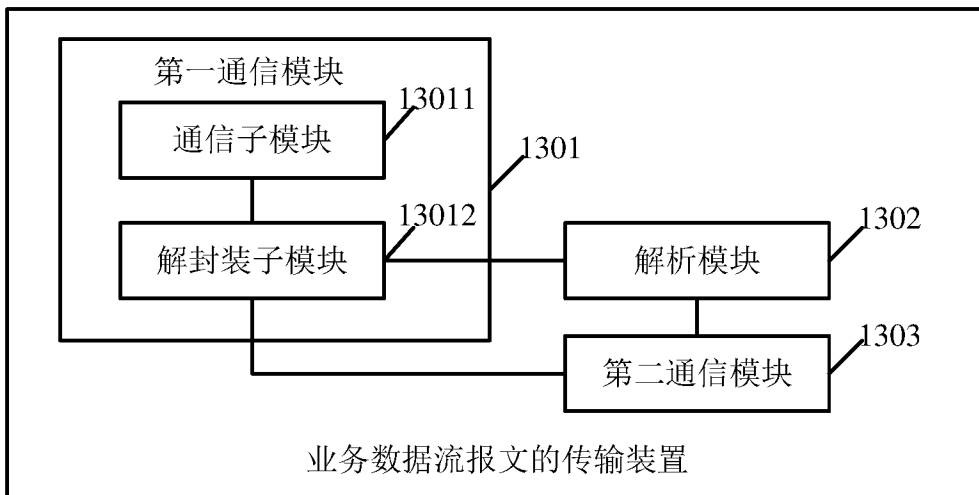 第一通信模块
13011
通信子模块
1301
13012
解封装子模块
1302
解析模块
1303
第二通信模块
业务数据流报文的传输装置